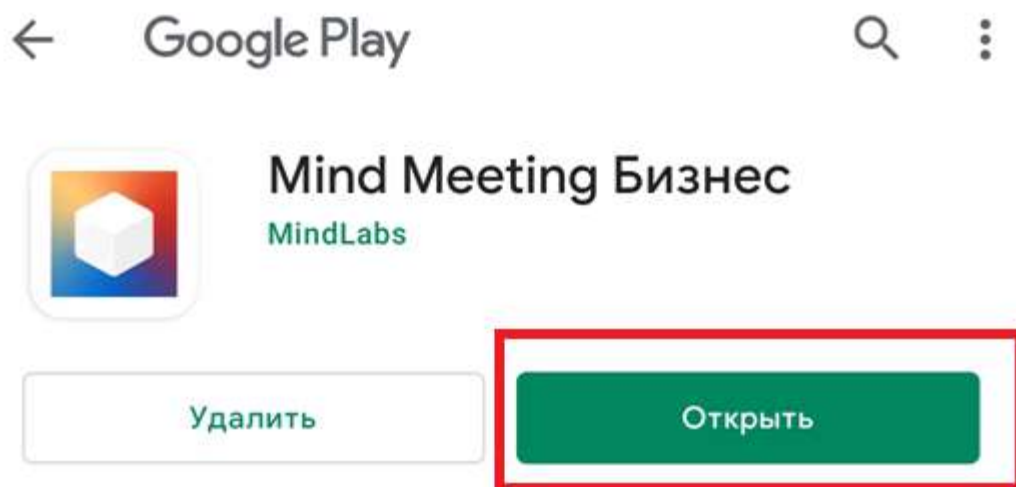 Google Play
Mind Meeting Бизнес
MindLabs
Удалить
Открыть